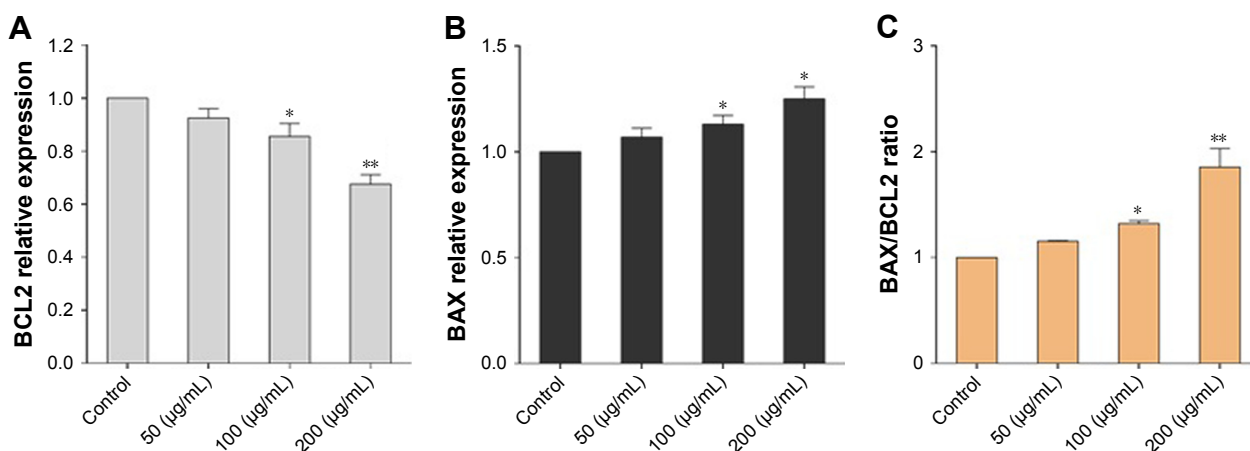 A
BCL2 relative expression
1.2
1.0
0.8
0.6
0.4
0.2
0.0
*
**
Control
50 (µg/mL)
100 (µg/mL)
200 (µg/mL)
B
BAX relative expression
1.5
1.0
0.5
0.0
*
*
Control
50 (µg/mL)
100 (µg/mL)
200 (µg/mL)
C
BAX/BCL2 ratio
3
2
1
0
*
**
Control
50 (µg/mL)
100 (µg/mL)
200 (µg/mL)